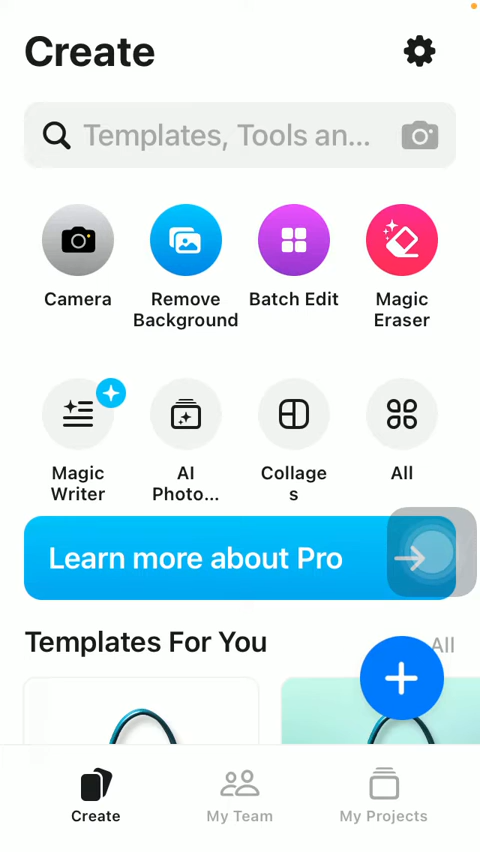 Create
Templates, Tools an...
Camera
Remove
Background
Batch Edit
Magic
Eraser
Magic
Writer
AI
Photo...
Collage
s
All
Learn more about Pro
Templates For You
All
Create
My Team
My Projects